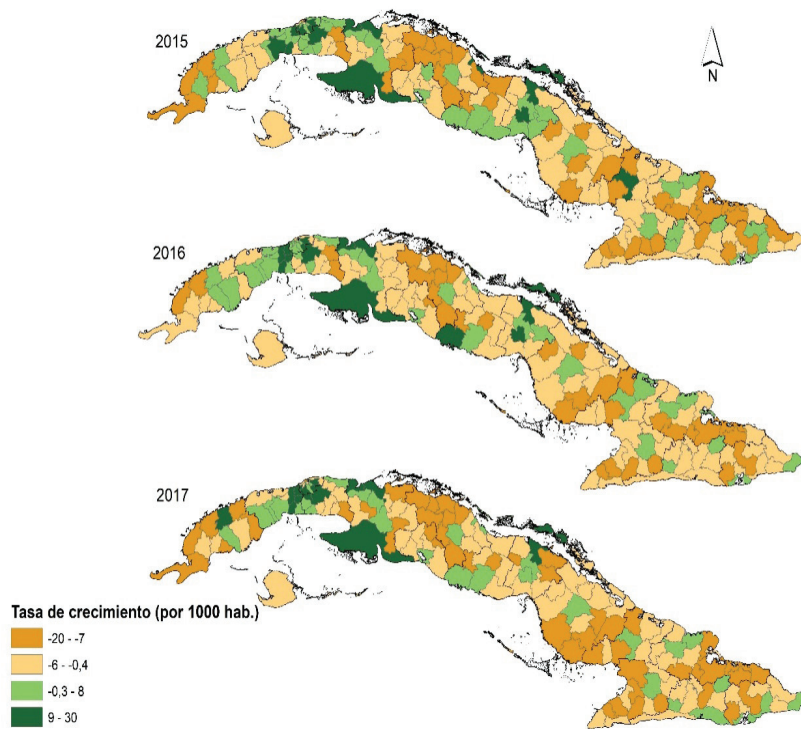 2015
N
2016
2017
Tasa de crecimiento (por 1000 hab.)
-20 - -7
-6 - -0,4
-0,3 - 8
9 - 30